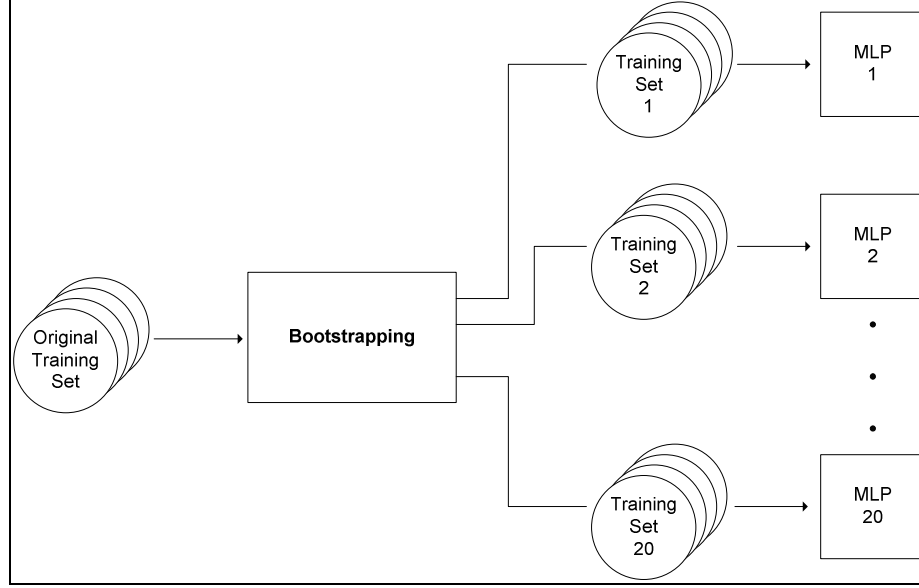 Training
Set
1
MLP
1
Training
Set
2
MLP
2
Original
Training
Set
Bootstrapping
Training
Set
20
MLP
20